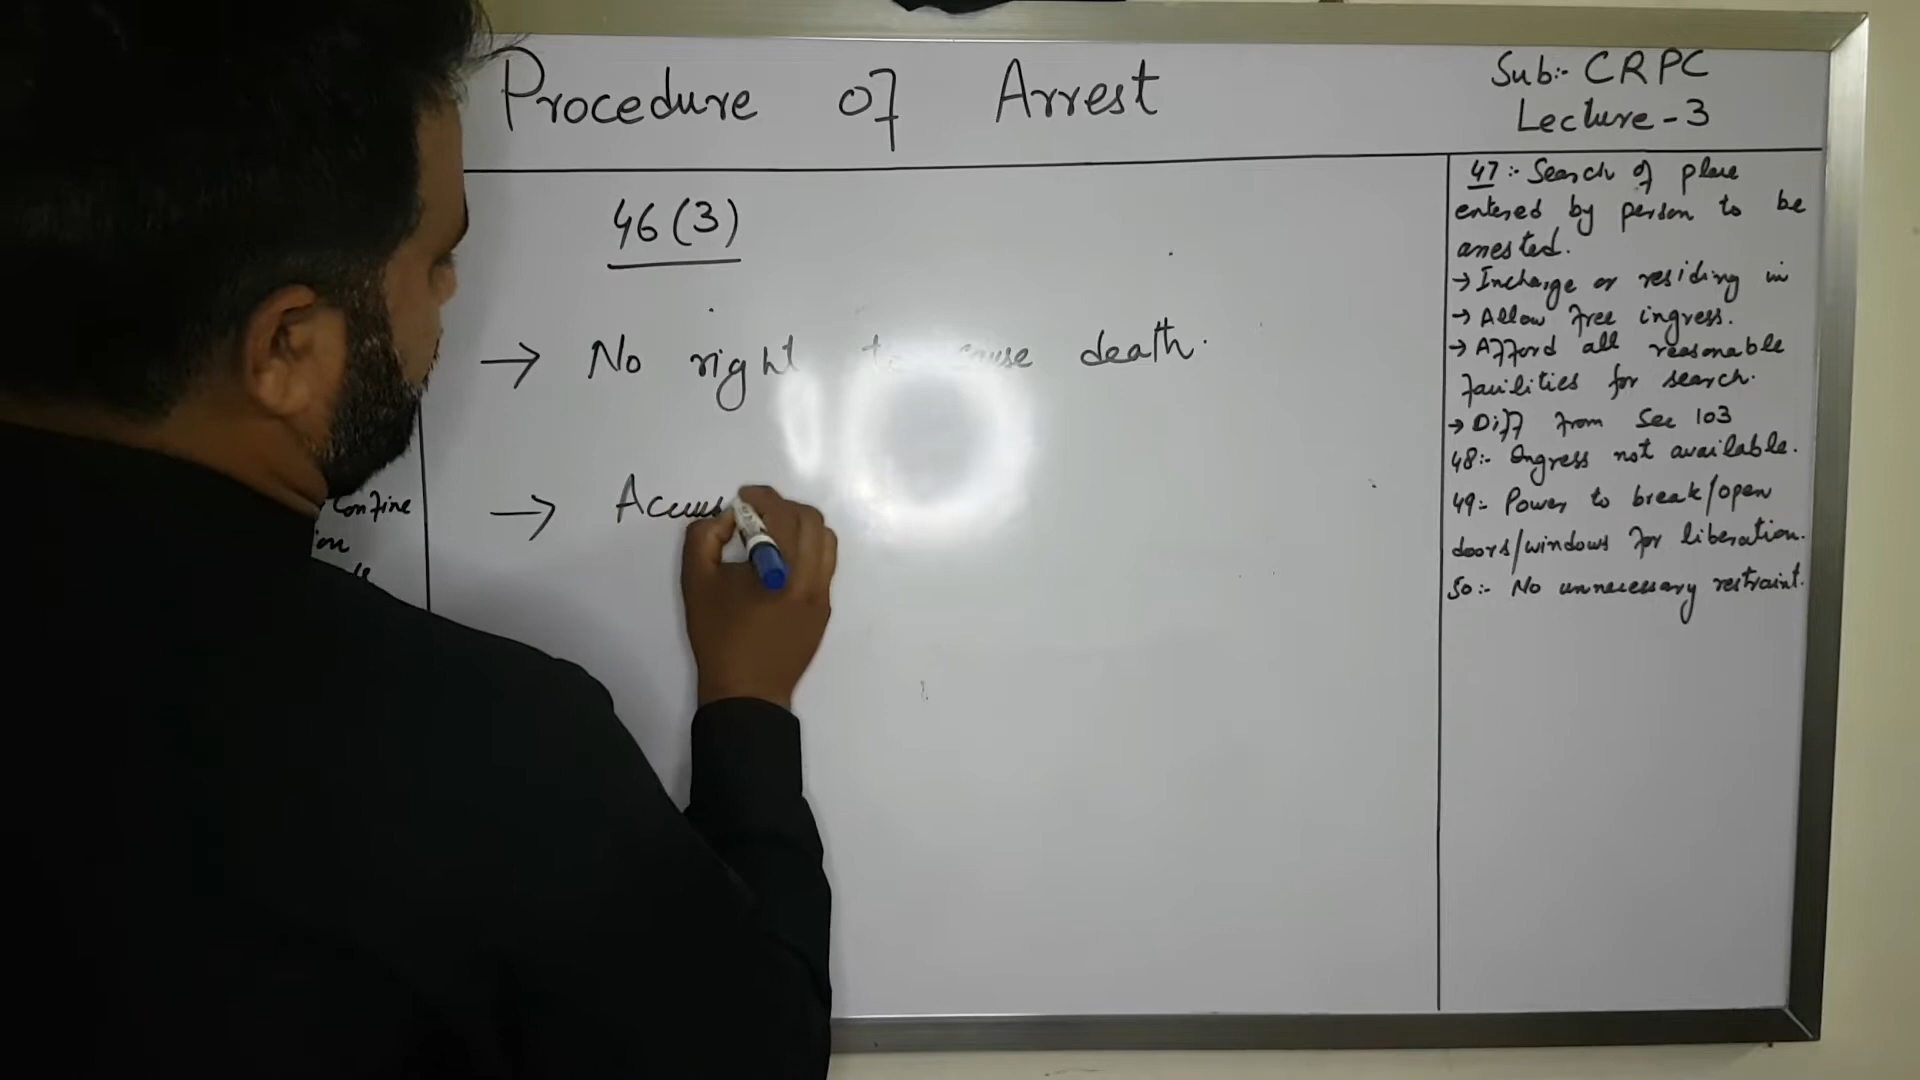 Procedure of Arrest
Sub:- CRPC
Lecture - 3
46(3)
→ No right to cause death.
→ Accus
Confine
47:- Search of place
entered by person to be
arrested.
→ Incharge or residing in
→ Allow free ingress.
→ Afford all reasonable
facilities for search.
→ Diff from Sec 103
48:- Ingress not available.
49:- Power to break/open
doors/windows for liberation.
50:- No unnecessary restraint.